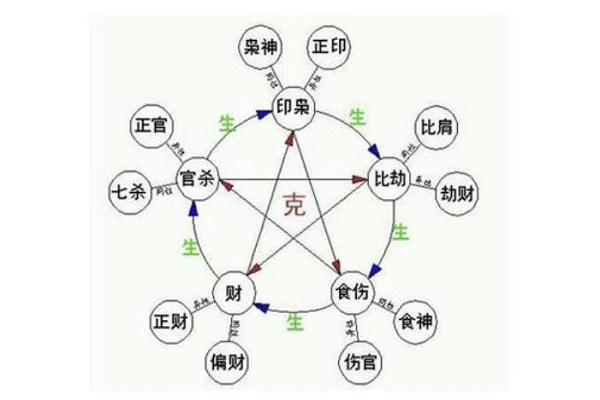 枭神
正印
同性
异性
印枭
生
生
正官
比肩
异性
同性
七杀
同性
官杀
克
比劫
异性
劫财
生
生
财
食伤
异性
同性
同性
正财
生
食神
偏财
伤官